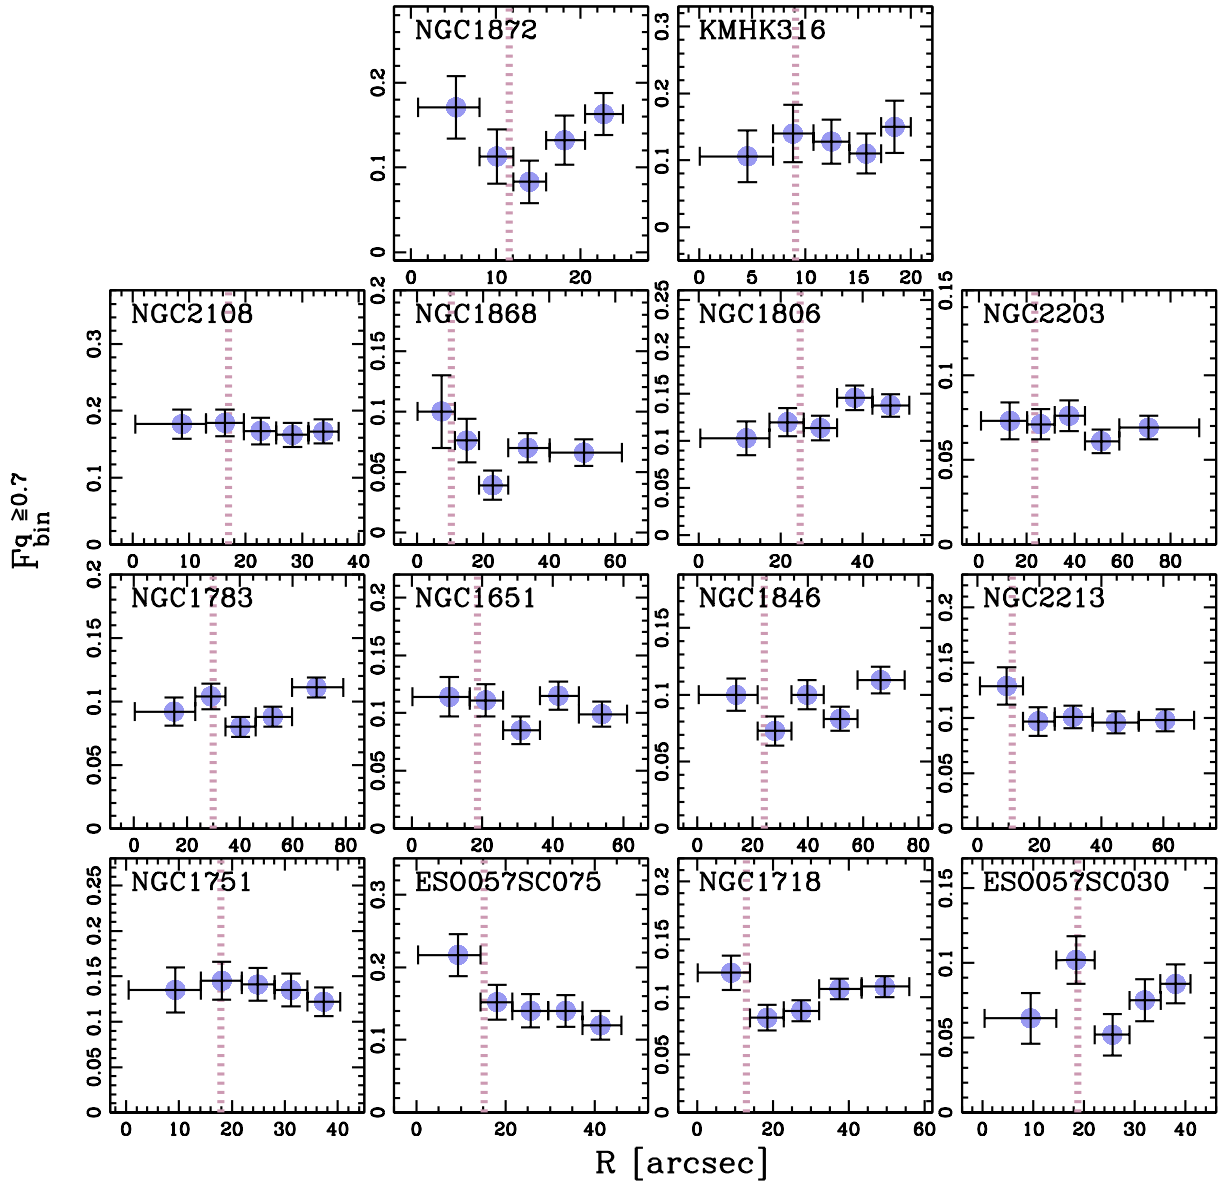 NGC1872
KMHK316
0 0.1 0.2
0 0.1 0.2 0.3
0 10 20
0 5 10 15 20
NGC2108
NGC1868
NGC1806
NGC2203
0 0.1 0.2 0.3
0 0.05 0.1 0.15 0.2
0 0.05 0.1 0.15 0.2 0.25
0 0.05 0.1 0.15
0 10 20 30 40
0 20 40 60
0 20 40
0 20 40 60 80
F bin q ≥0.7
NGC1783
NGC1651
NGC1846
NGC2213
0 0.05 0.1 0.15 0.2
0 0.05 0.1 0.15 0.2
0 0.05 0.1 0.15
0 0.05 0.1 0.15 0.2
0 20 40 60 80
0 20 40 60
0 20 40 60
0 20 40 60
NGC1751
ESO057SC075
NGC1718
ESO057SC030
0 0.05 0.1 0.15 0.2 0.25
0 0.1 0.2 0.3
0 0.05 0.1 0.15 0.2
0 0.05 0.1 0.15
0 10 20 30 40
0 20 40
0 20 40 60
0 10 20 30 40
R [arcsec]